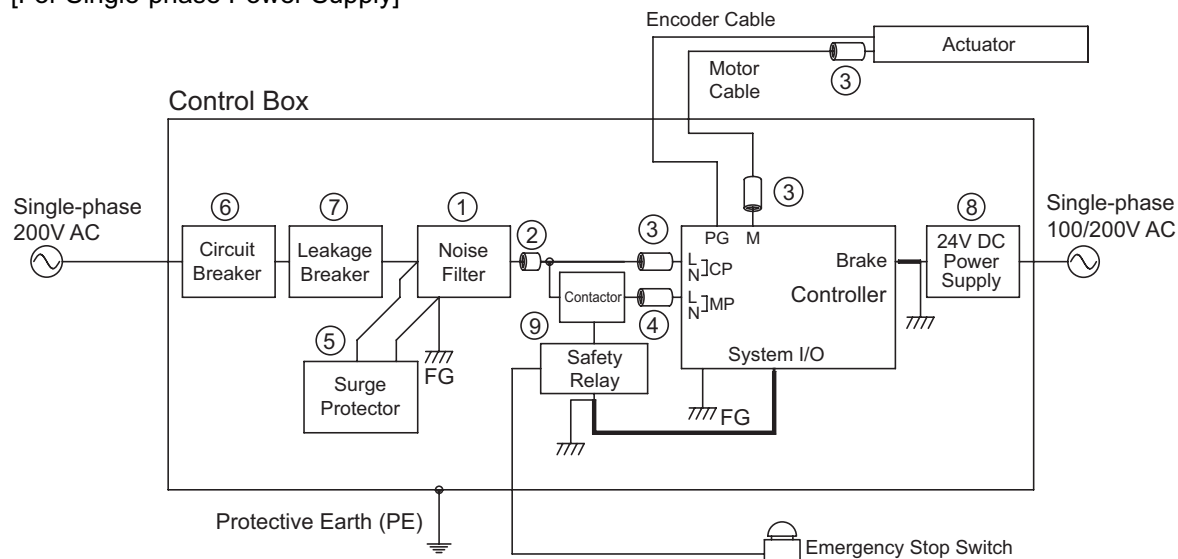 [For Single-phase Power Supply]
Encoder Cable
Actuator
③
Motor
Cable
Control Box
③
Single-phase
200V AC
⑥
⑦
①
②
③
⑧
Single-phase
100/200V AC
Circuit
Breaker
Leakage
Breaker
Noise
Filter
PG M
L
N
CP
Brake
24V DC
Power
Supply
Contactor
L
N
MP
Controller
④
⑨
System I/O
⑤
FG
Safety
Relay
Surge
Protector
FG
Protective Earth (PE)
Emergency Stop Switch